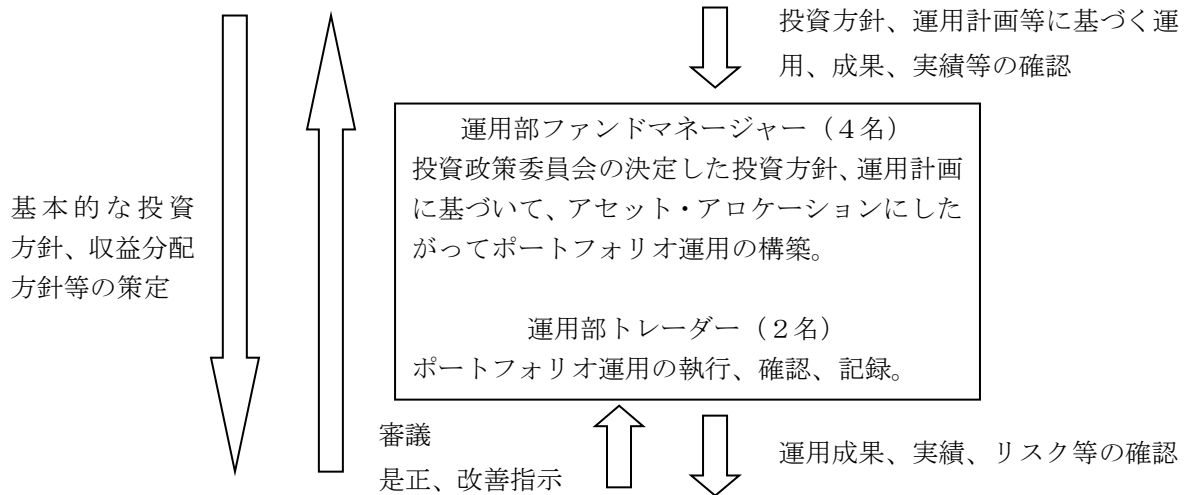 投資方針、運用計画等に基づく運
用、成果、実績等の確認
運用部ファンドマネージャー(4名)
投資政策委員会の決定した投資方針、運用計画
に基づいて、アセット・アロケーションにした
がってポートフォリオ運用の構築。
運用部トレーダー(2名)
ポートフォリオ運用の執行、確認、記録。
基本的な投資
方針、収益分配
方針等の策定
審議
是正、改善指示
運用成果、実績、リスク等の確認